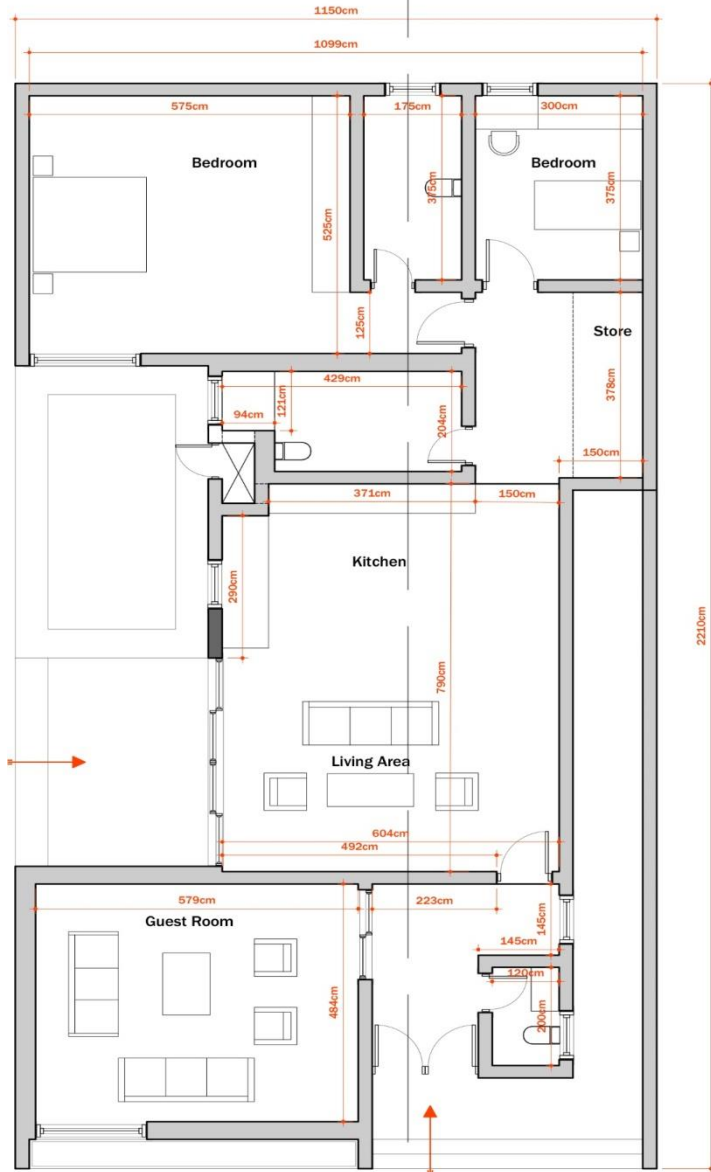 1150cm
1099cm
575cm
175cm
300cm
Bedroom
Bedroom
525cm
375cm
375cm
125cm
Store
378cm
429cm
121cm
94cm
204cm
150cm
371cm
150cm
Kitchen
290cm
2210cm
790cm
Living Area
604cm
492cm
579cm
223cm
Guest Room
145cm
145cm
120cm
484cm
200cm